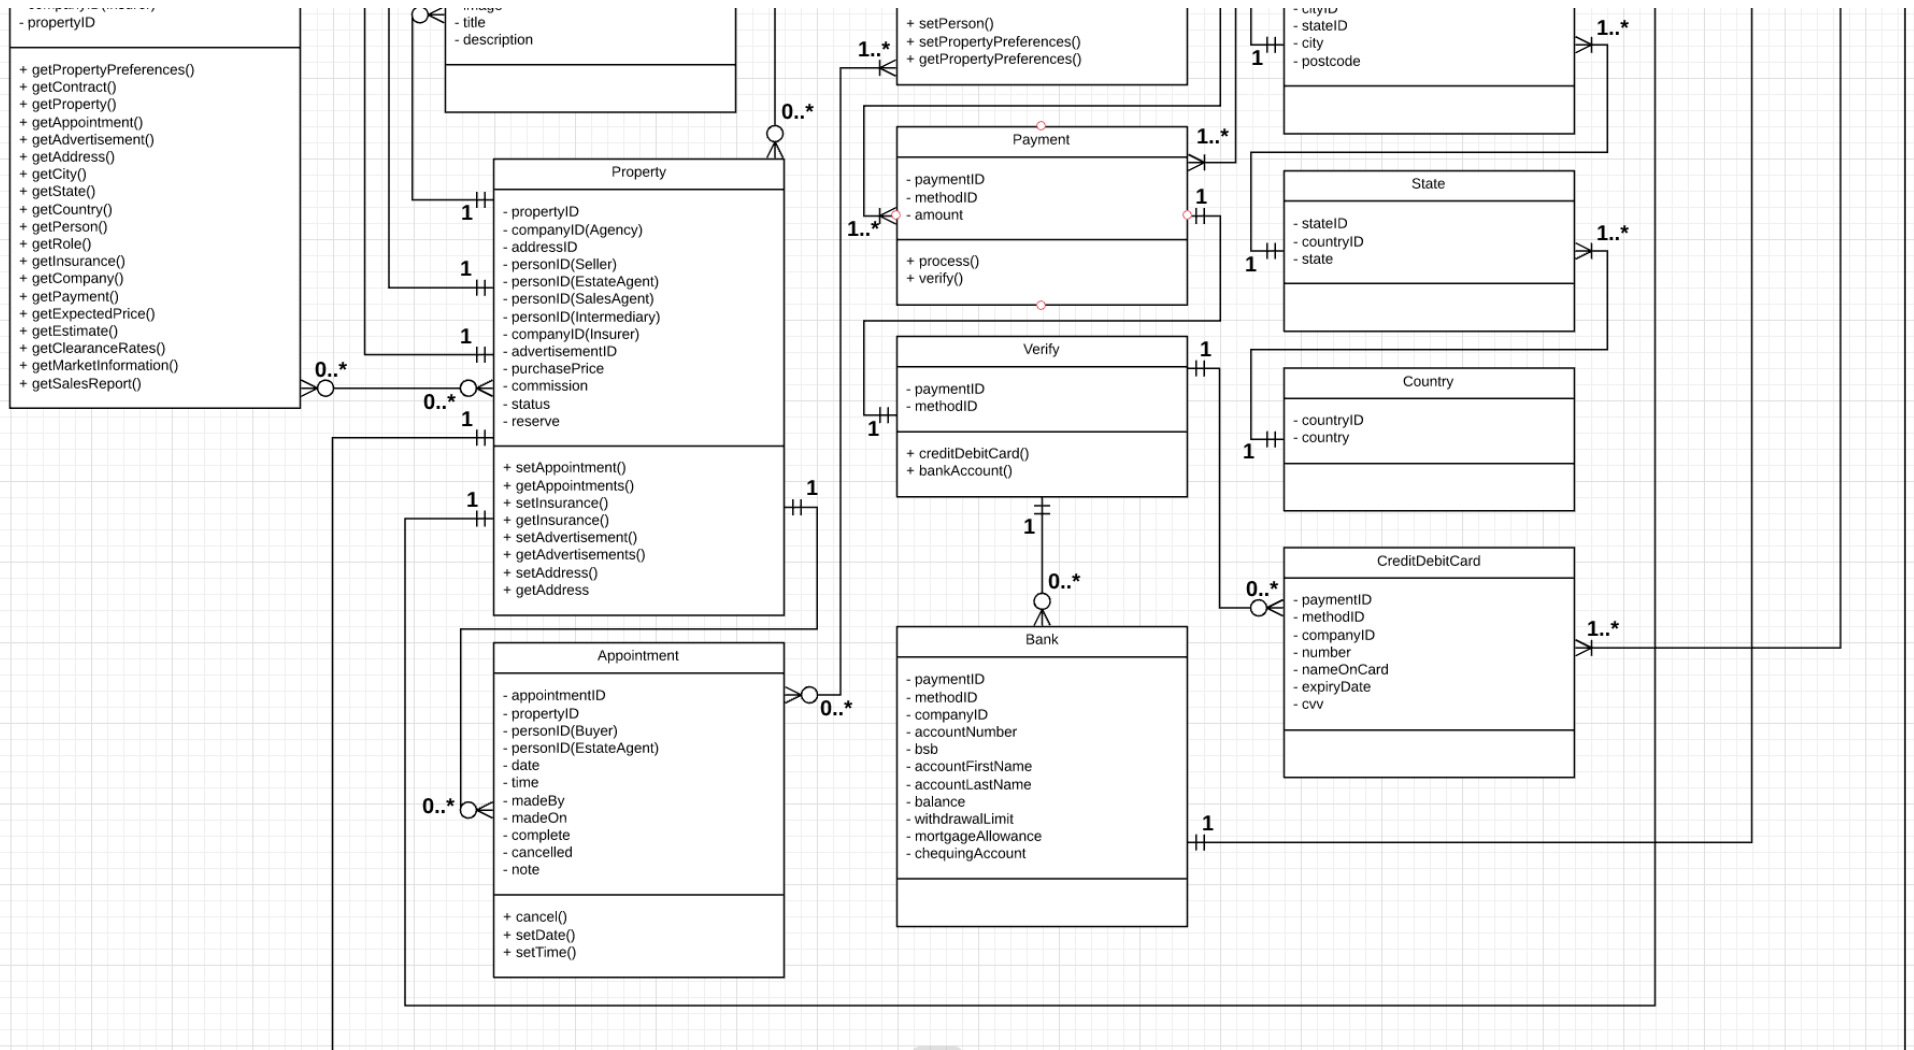 - propertyID
+ getPropertyPreferences()
+ getContract()
+ getProperty()
+ getAppointment()
+ getAdvertisement()
+ getAddress()
+ getCity()
+ getState()
+ getCountry()
+ getPerson()
+ getRole()
+ getInsurance()
+ getCompany()
+ getPayment()
+ getExpectedPrice()
+ getEstimate()
+ getClearanceRates()
+ getMarketInformation()
+ getSalesReport()
0..*
0..*
- title
- description
0..*
1
1
1
1
1
1
Property
- propertyID
- companyID(Agency)
- addressID
- personID(Seller)
- personID(EstateAgent)
- personID(SalesAgent)
- personID(Intermediary)
- companyID(Insurer)
- advertisementID
- purchasePrice
- commission
- status
- reserve
+ setAppointment()
+ getAppointments()
+ setInsurance()
+ getInsurance()
+ setAdvertisement()
+ getAdvertisements()
+ setAddress()
+ getAddress
Appointment
- appointmentID
- propertyID
- personID(Buyer)
- personID(EstateAgent)
- date
- time
- madeBy
- madeOn
- complete
- cancelled
- note
+ cancel()
+ setDate()
+ setTime()
0..*
0..*
1..*
+ setPerson()
+ setPropertyPreferences()
+ getPropertyPreferences()
Payment
- paymentID
- methodID
- amount
+ process()
+ verify()
1..*
1
1..*
Verify
- paymentID
- methodID
+ creditDebitCard()
+ bankAccount()
1
1
1
0..*
Bank
- paymentID
- methodID
- companyID
- accountNumber
- bsb
- accountFirstName
- accountLastName
- balance
- withdrawalLimit
- mortgageAllowance
- chequingAccount
1
- cityID
- stateID
- city
- postcode
1
1..*
State
- stateID
- countryID
- state
1
1..*
Country
- countryID
- country
1
CreditDebitCard
- paymentID
- methodID
- companyID
- number
- nameOnCard
- expiryDate
- cvv
0..*
1..*